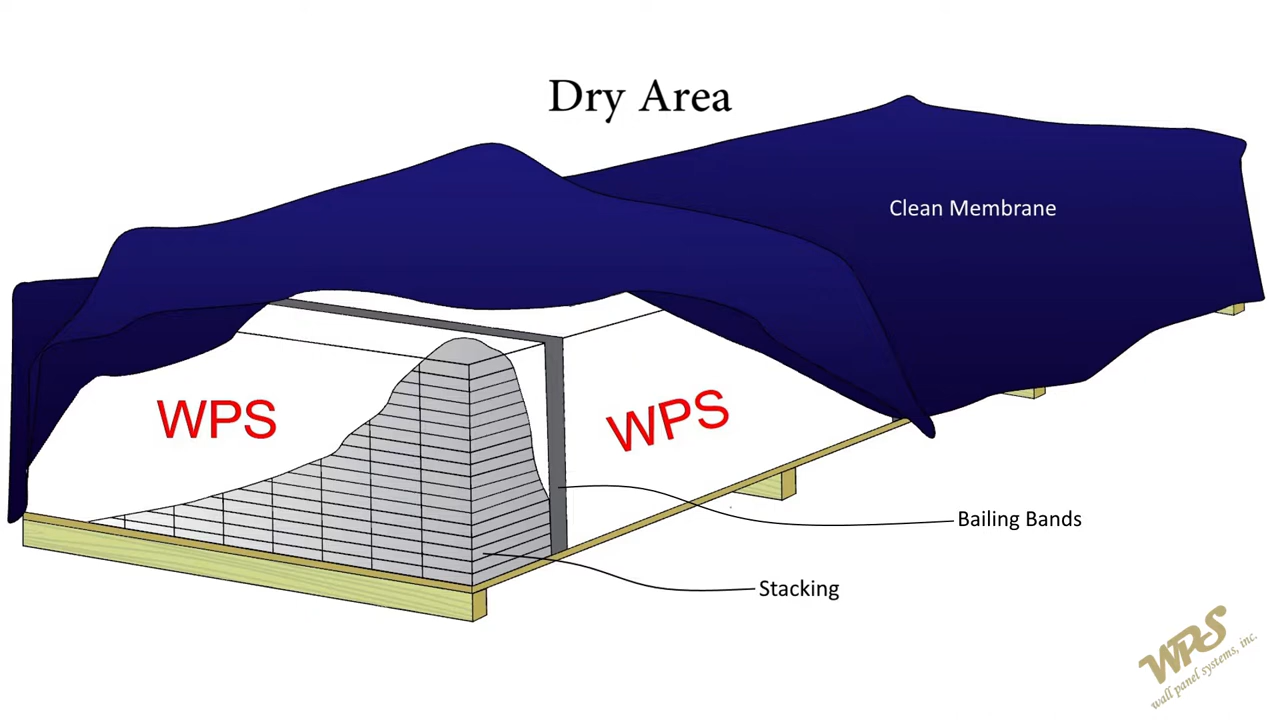 Dry Area
Clean Membrane
WPS
WPS
Bailing Bands
Stacking
WPS
wall panel systems, inc.